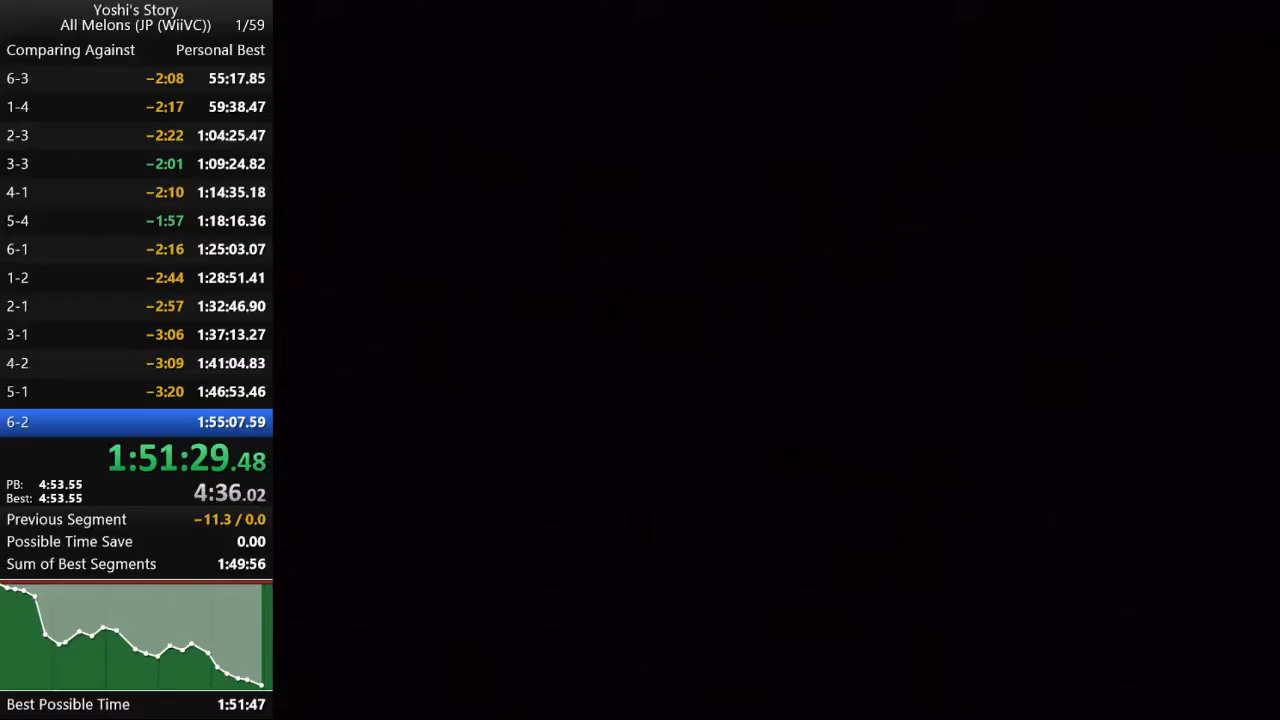 Yoshi's Story
All Melons (JP (WiiVC)) 1/59
Comparing Against Personal Best
6-3 −2:08 55:17.85
1-4 −2:17 59:38.47
2-3 −2:22 1:04:25.47
3-3 −2:01 1:09:24.82
4-1 −2:10 1:14:35.18
5-4 −1:57 1:18:16.36
6-1 −2:16 1:25:03.07
1-2 −2:44 1:28:51.41
2-1 −2:57 1:32:46.90
3-1 −3:06 1:37:13.27
4-2 −3:09 1:41:04.83
5-1 −3:20 1:46:53.46
6-2 1:55:07.59
1:51:29.48
PB: 4:53.55
Best: 4:53.55 4:36.02
Previous Segment −11.3 / 0.0
Possible Time Save 0.00
Sum of Best Segments 1:49:56
Best Possible Time 1:51:47